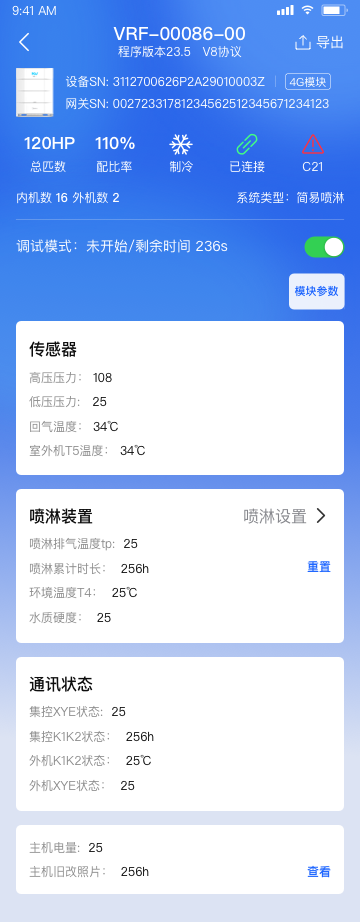 9:41 AM
VRF-00086-00
程序版本23.5 V8协议
导出
设备SN: 3112700626P2A29010003Z 4G模块
网关SN: 00272331781234562512345671234123
120HP 110%
总匹数 配比率 制冷 已连接 C21
内机数 16 外机数 2 系统类型：简易喷淋
调试模式：未开始/剩余时间 236s
模块参数
传感器
高压压力： 108
低压压力： 25
回气温度： 34℃
室外机T5温度： 34℃
喷淋装置 喷淋设置
喷淋排气温度tp: 25
喷淋累计时长： 256h 重置
环境温度T4： 25℃
水质硬度： 25
通讯状态
集控XYE状态: 25
集控K1K2状态： 256h
外机K1K2状态： 25℃
外机XYE状态： 25
主机电量: 25
主机旧改照片： 256h 查看